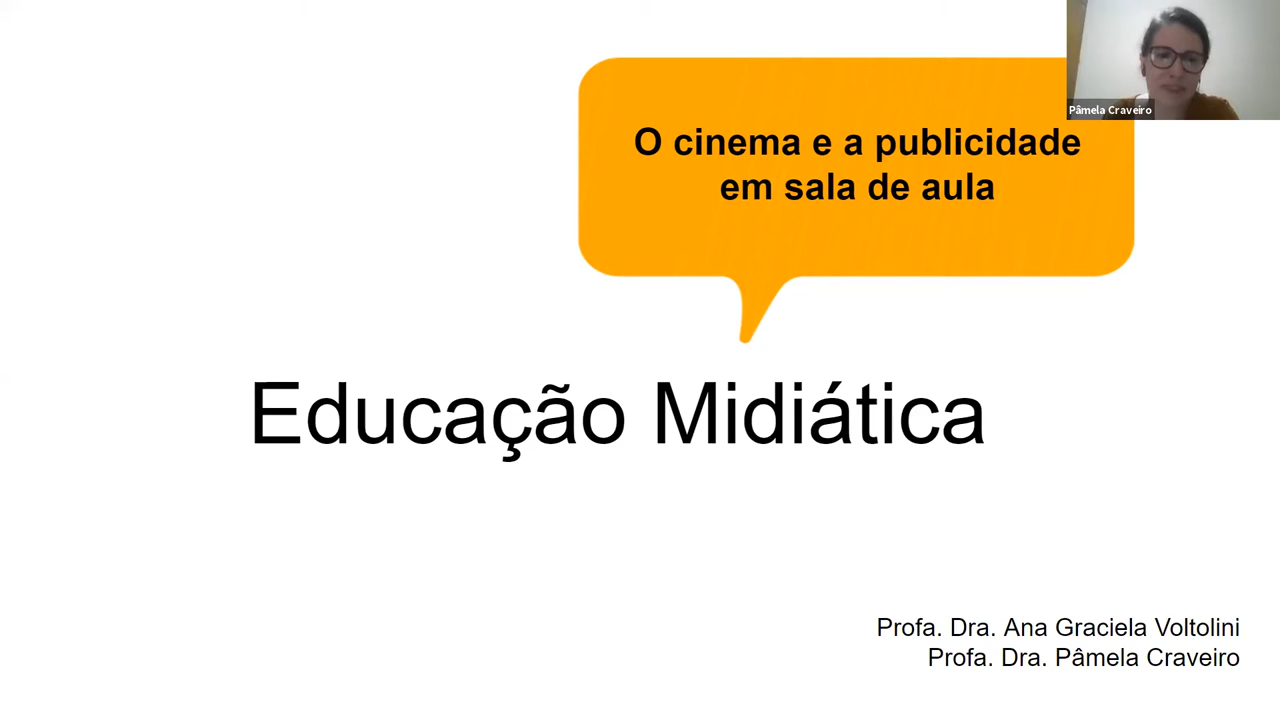 Pâmela Craveiro
O cinema e a publicidade
em sala de aula
Educação Midiática
Profa. Dra. Ana Graciela Voltolini
Profa. Dra. Pâmela Craveiro